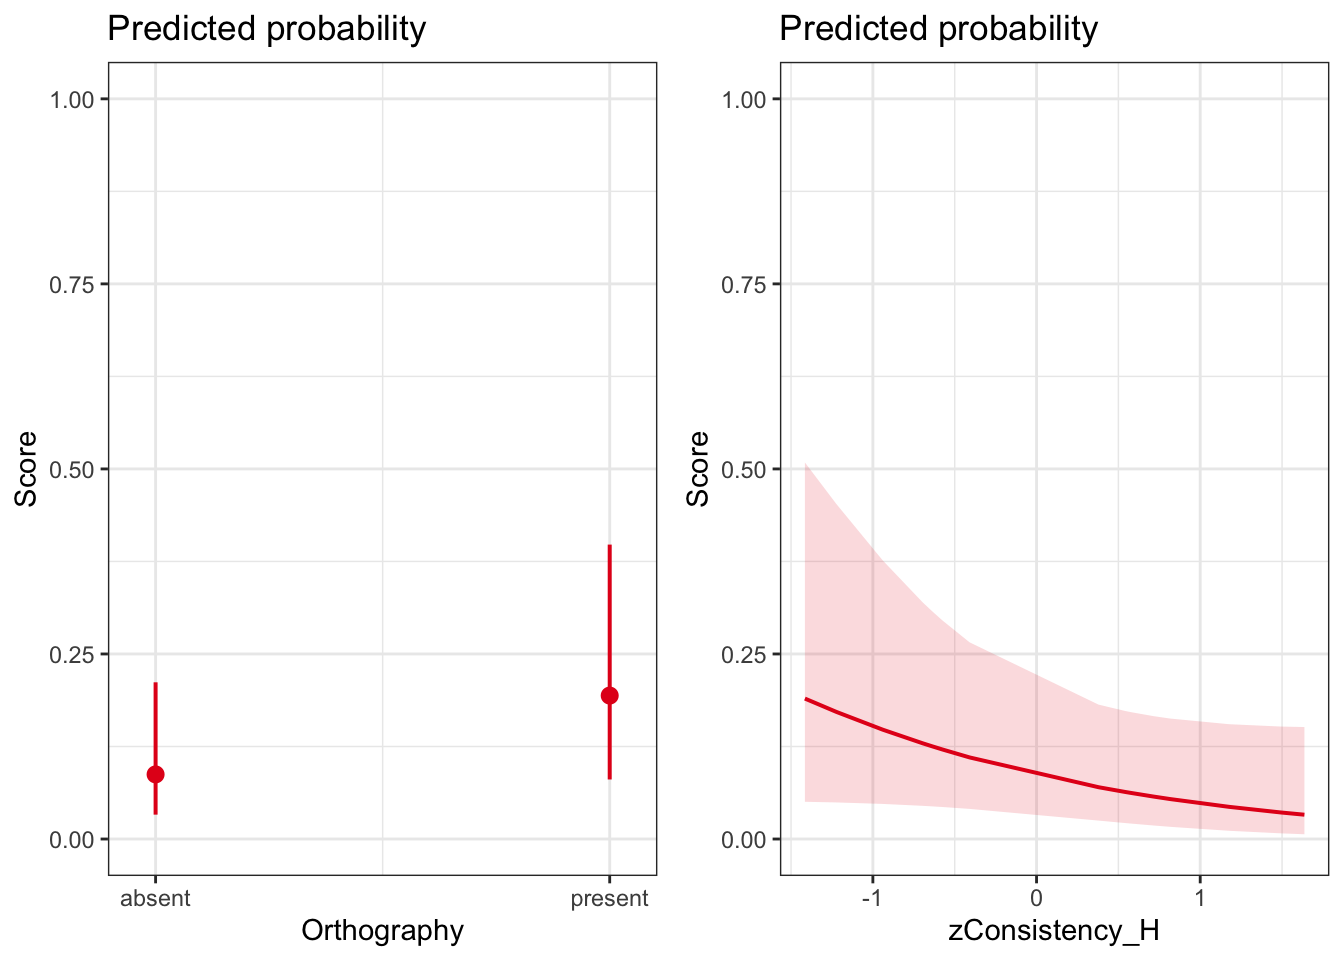 Predicted probability
1.00
0.75
0.50
0.25
0.00
Score
absent present
Orthography
Predicted probability
1.00
0.75
0.50
0.25
0.00
Score
-1 0 1
zConsistency_H